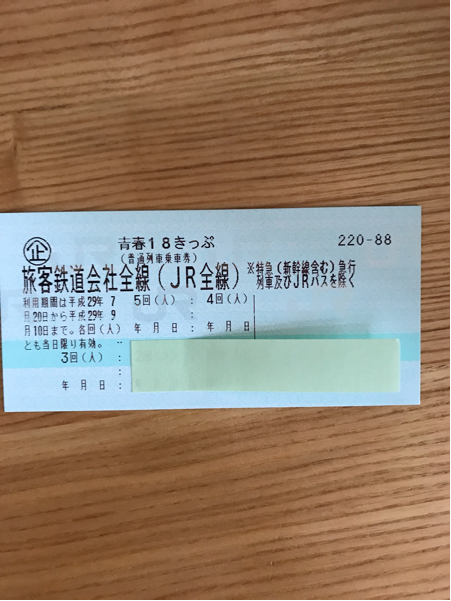 企 青春18きっぷ 220-88
(普通列車乗車券)
旅客鉄道会社全線(JR全線) ※特急(新幹線含む)急行
列車及びJRバスを除く
利用期間は平成29年 7 5回(人) : 4回(人) :
月20日から平成29年 9 : :
月10日まで。各回(人) 年 月 日: 年 月 日:
とも当日限り有効。
3回(人) :
:
年 月 日: